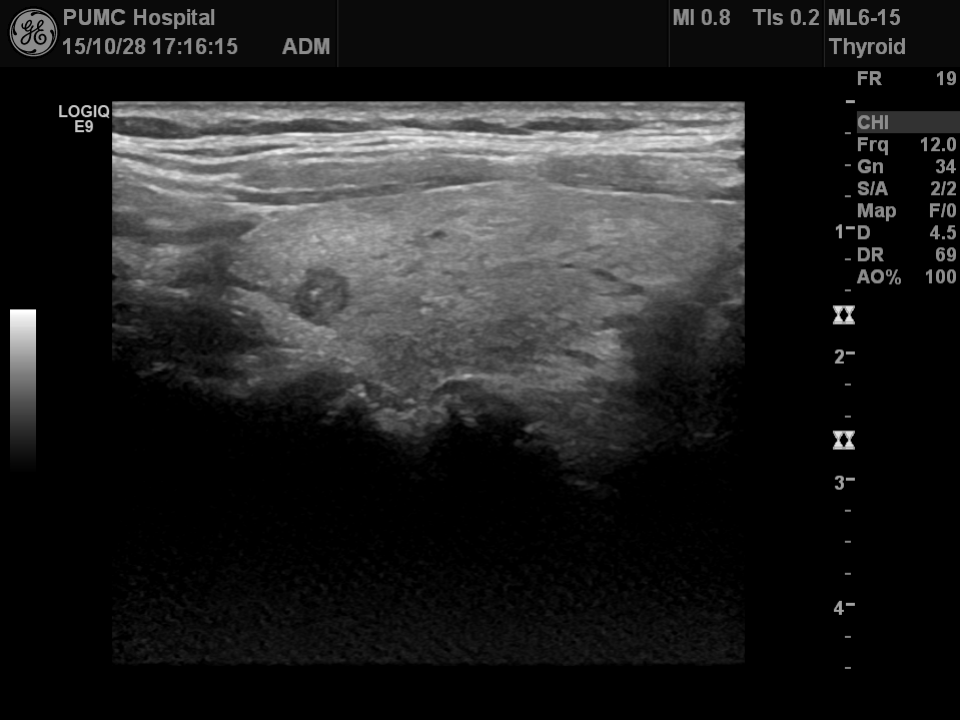 PUMC Hospital
15/10/28 17:16:15 ADM
MI 0.8 TIs 0.2
ML6-15
Thyroid
LOGIQ
E9
FR 19
CHI
Frq 12.0
Gn 34
S/A 2/2
Map F/0
D 4.5
DR 69
AO% 100
1
2
3
4